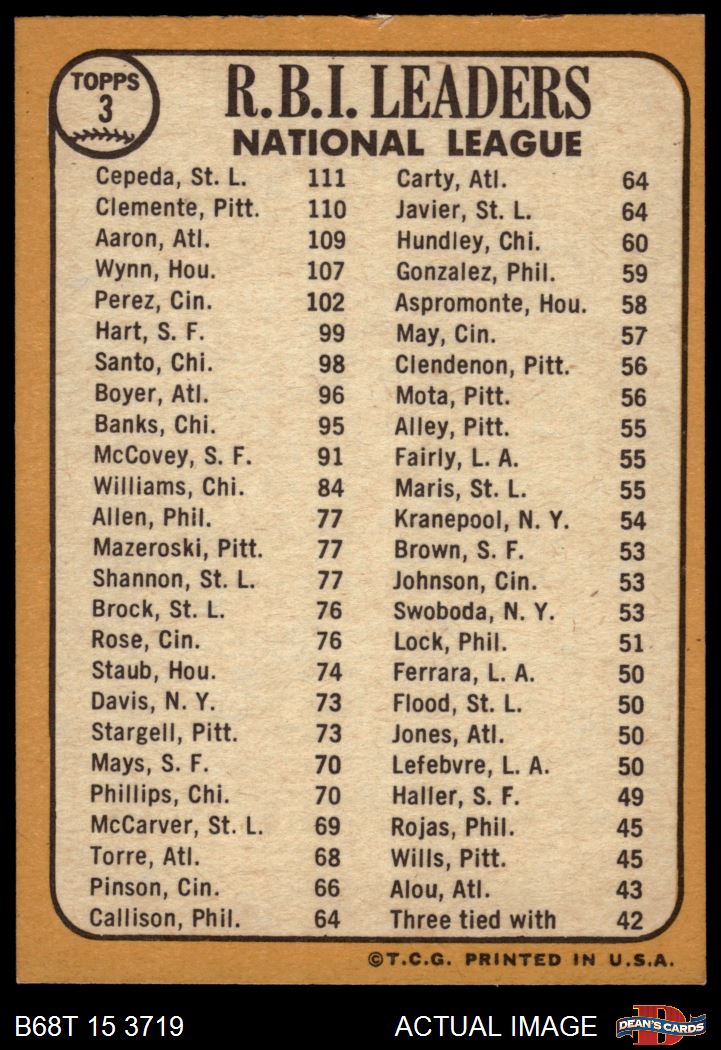 TOPPS
3
R.B.I. LEADERS
NATIONAL LEAGUE
Cepeda, St. L. 111
Clemente, Pitt. 110
Aaron, Atl. 109
Wynn, Hou. 107
Perez, Cin. 102
Hart, S. F. 99
Santo, Chi. 98
Boyer, Atl. 96
Banks, Chi. 95
McCovey, S. F. 91
Williams, Chi. 84
Allen, Phil. 77
Mazeroski, Pitt. 77
Shannon, St. L. 77
Brock, St. L. 76
Rose, Cin. 76
Staub, Hou. 74
Davis, N. Y. 73
Stargell, Pitt. 73
Mays, S. F. 70
Phillips, Chi. 70
McCarver, St. L. 69
Torre, Atl. 68
Pinson, Cin. 66
Callison, Phil. 64
Carty, Atl. 64
Javier, St. L. 64
Hundley, Chi. 60
Gonzalez, Phil. 59
Aspromonte, Hou. 58
May, Cin. 57
Clendenon, Pitt. 56
Mota, Pitt. 56
Alley, Pitt. 55
Fairly, L. A. 55
Maris, St. L. 55
Kranepool, N. Y. 54
Brown, S. F. 53
Johnson, Cin. 53
Swoboda, N. Y. 53
Lock, Phil. 51
Ferrara, L. A. 50
Flood, St. L. 50
Jones, Atl. 50
Lefebvre, L. A. 50
Haller, S. F. 49
Rojas, Phil. 45
Wills, Pitt. 45
Alou, Atl. 43
Three tied with 42
©T.C.G. PRINTED IN U.S.A.
B68T 15 3719
ACTUAL IMAGE
D
DEAN'S CARDS